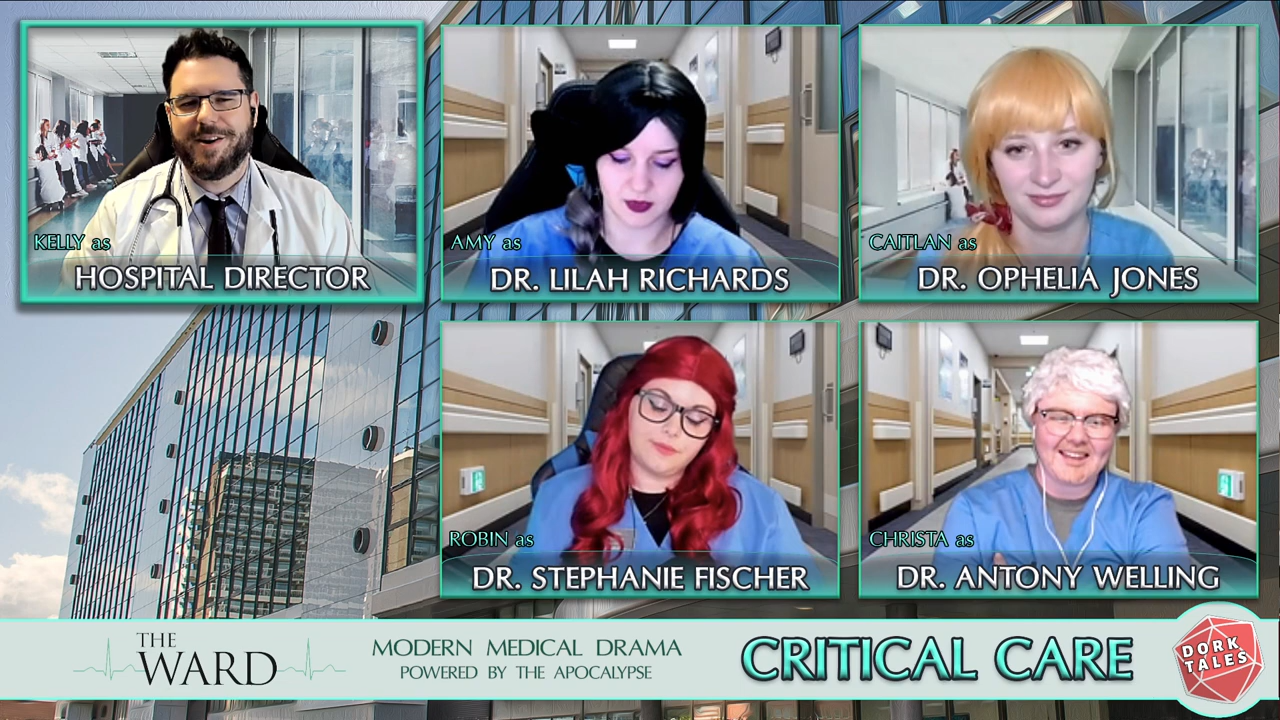 KELLY as
HOSPITAL DIRECTOR
AMY as
DR. LILAH RICHARDS
CAITLAN as
DR. OPHELIA JONES
ROBIN as
DR. STEPHANIE FISCHER
CHRISTA as
DR. ANTONY WELLING
THE
WARD
MODERN MEDICAL DRAMA
POWERED BY THE APOCALYPSE
CRITICAL CARE
DORK
TALES